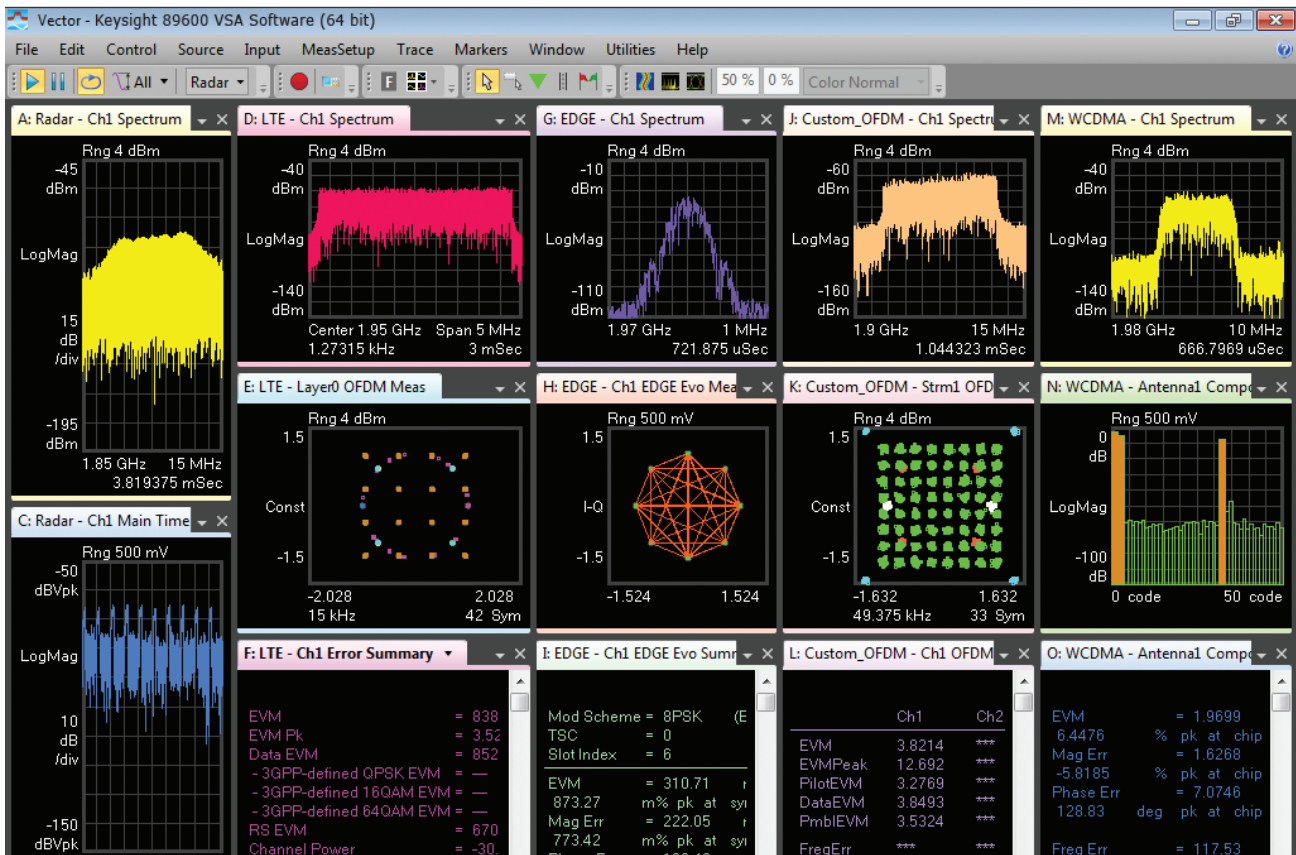 Vector - Keysight 89600 VSA Software (64 bit)
File Edit Control Source Input MeasSetup Trace Markers Window Utilities Help
All Radar F 50 % 0 % Color Normal
A: Radar - Ch1 Spectrum
Rng 4 dBm
-45
dBm
LogMag
15
dB
/div
-195
dBm
1.85 GHz 15 MHz
3.819375 mSec
C: Radar - Ch1 Main Time
Rng 500 mV
-50
dBVpk
LogMag
10
dB
/div
-150
dBVpk
D: LTE - Ch1 Spectrum
Rng 4 dBm
-40
dBm
LogMag
-140
dBm
Center 1.95 GHz Span 5 MHz
1.27315 kHz 3 mSec
E: LTE - Layer0 OFDM Meas
Rng 4 dBm
1.5
Const
-1.5
-2.028 2.028
15 kHz 42 Sym
F: LTE - Ch1 Error Summary
EVM = 838
EVM Pk = 3.52
Data EVM = 852
- 3GPP-defined QPSK EVM = —
- 3GPP-defined 16QAM EVM = —
- 3GPP-defined 64QAM EVM = —
RS EVM = 670
Channel Power = -30.
G: EDGE - Ch1 Spectrum
Rng 4 dBm
-10
dBm
LogMag
-110
dBm
1.97 GHz 1 MHz
721.875 uSec
H: EDGE - Ch1 EDGE Evo Mea
Rng 500 mV
1.5
I-Q
-1.5
-1.524 1.524
I: EDGE - Ch1 EDGE Evo Summ
Mod Scheme = 8PSK (E
TSC = 0
Slot Index = 6
EVM = 310.71
873.27 m% pk at syı
Mag Err = 222.05
773.42 m% pk at syı
J: Custom_OFDM - Ch1 Spectru
Rng 4 dBm
-60
dBm
LogMag
-160
dBm
1.9 GHz 15 MHz
1.044323 mSec
K: Custom_OFDM - Strm1 OFD
Rng 4 dBm
1.5
Const
-1.5
-1.632 1.632
49.375 kHz 33 Sym
L: Custom_OFDM - Ch1 OFDM
Ch1 Ch2
EVM 3.8214 ***
EVMPeak 12.692 ***
PilotEVM 3.2769 ***
DataEVM 3.8493 ***
PmblEVM 3.5324 ***
FreqErr *** ***
M: WCDMA - Ch1 Spectrum
Rng 4 dBm
-40
dBm
LogMag
-140
dBm
1.98 GHz 10 MHz
666.7969 uSec
N: WCDMA - Antenna1 Compo
Rng 500 mV
0
dB
LogMag
-100
dB
0 code 50 code
O: WCDMA - Antenna1 Compo
EVM = 1.9699
6.4476 % pk at chip
Mag Err = 1.6268
-5.8185 % pk at chip
Phase Err = 7.0746
128.83 deg pk at chip
Freq Err = 117.53